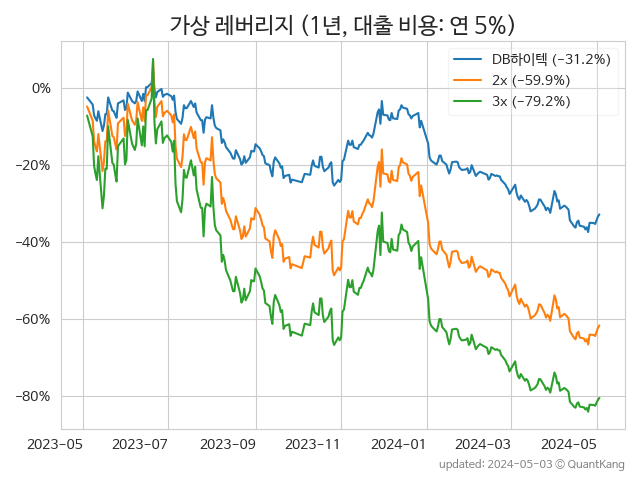 가상 레버리지 (1년, 대출 비용: 연 5%)
DB하이텍 (−31.2%)
2x (−59.9%)
3x (−79.2%)
0%
−20%
−40%
−60%
−80%
2023−05 2023−07 2023−09 2023−11 2024−01 2024−03 2024−05
updated: 2024−05−03 © QuantKang